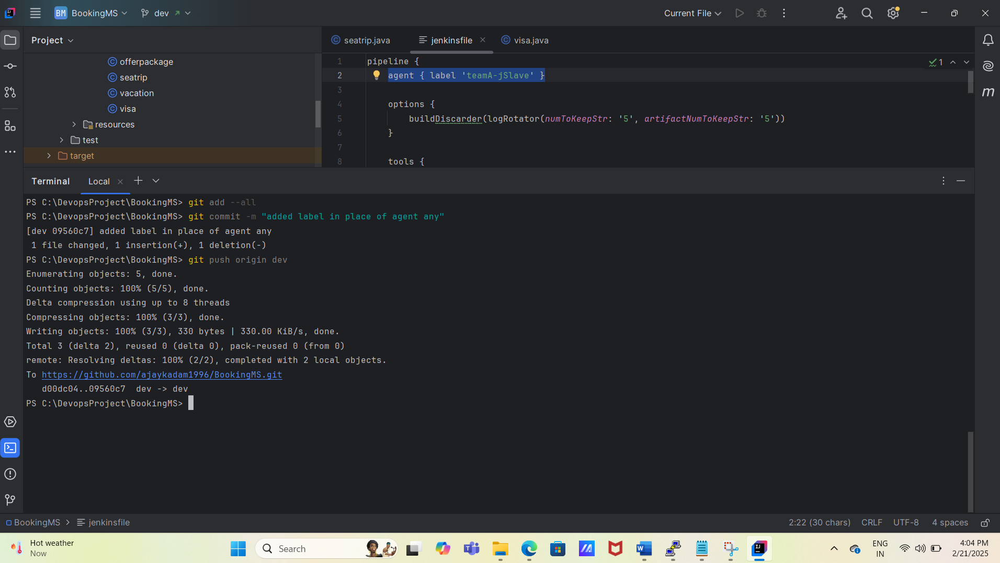 BM BookingMS dev Current File
Project
offerpackage
seatrip
vacation
visa
resources
test
target
seatrip.java jenkinsfile visa.java
1 pipeline {
2 agent { label 'teamA-jSlave' }
3
4 options {
5 buildDiscarder(logRotator(numToKeepStr: '5', artifactNumToKeepStr: '5'))
6 }
7
8 tools {
1
m
Terminal Local
PS C:\DevopsProject\BookingMS> git add --all
PS C:\DevopsProject\BookingMS> git commit -m "added label in place of agent any"
[dev 09560c7] added label in place of agent any
1 file changed, 1 insertion(+), 1 deletion(-)
PS C:\DevopsProject\BookingMS> git push origin dev
Enumerating objects: 5, done.
Counting objects: 100% (5/5), done.
Delta compression using up to 8 threads
Compressing objects: 100% (3/3), done.
Writing objects: 100% (3/3), 330 bytes | 330.00 KiB/s, done.
Total 3 (delta 2), reused 0 (delta 0), pack-reused 0 (from 0)
remote: Resolving deltas: 100% (2/2), completed with 2 local objects.
To https://github.com/ajaykadam1996/BookingMS.git
d00dc04..09560c7 dev -> dev
PS C:\DevopsProject\BookingMS>
BookingMS > jenkinsfile 2:22 (30 chars) CRLF UTF-8 4 spaces
Hot weather
Now
Search
ENG
IN
4:04 PM
2/21/2025